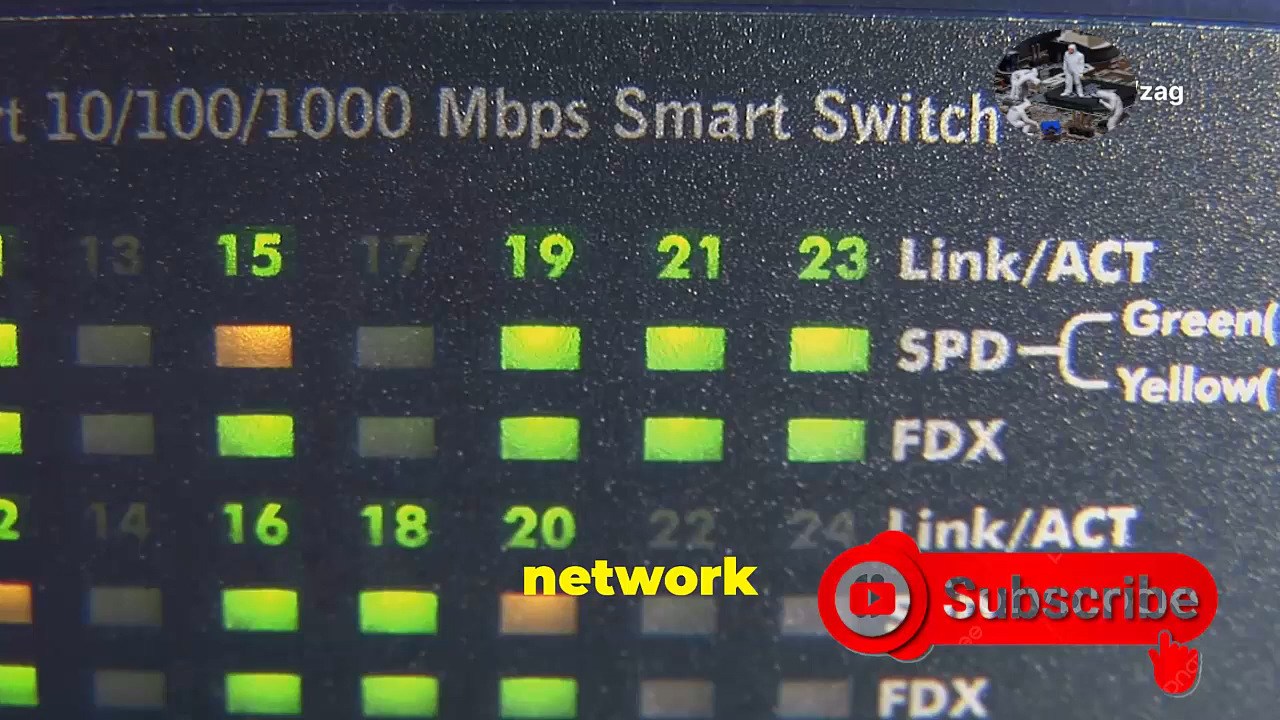 10/100/1000 Mbps Smart Switch
zag
13 15 17 19 21 23 Link/ACT
Green(
SPD
Yellow(
FDX
2 14 16 18 20 22 24 Link/ACT
network
Subscribe
FDX